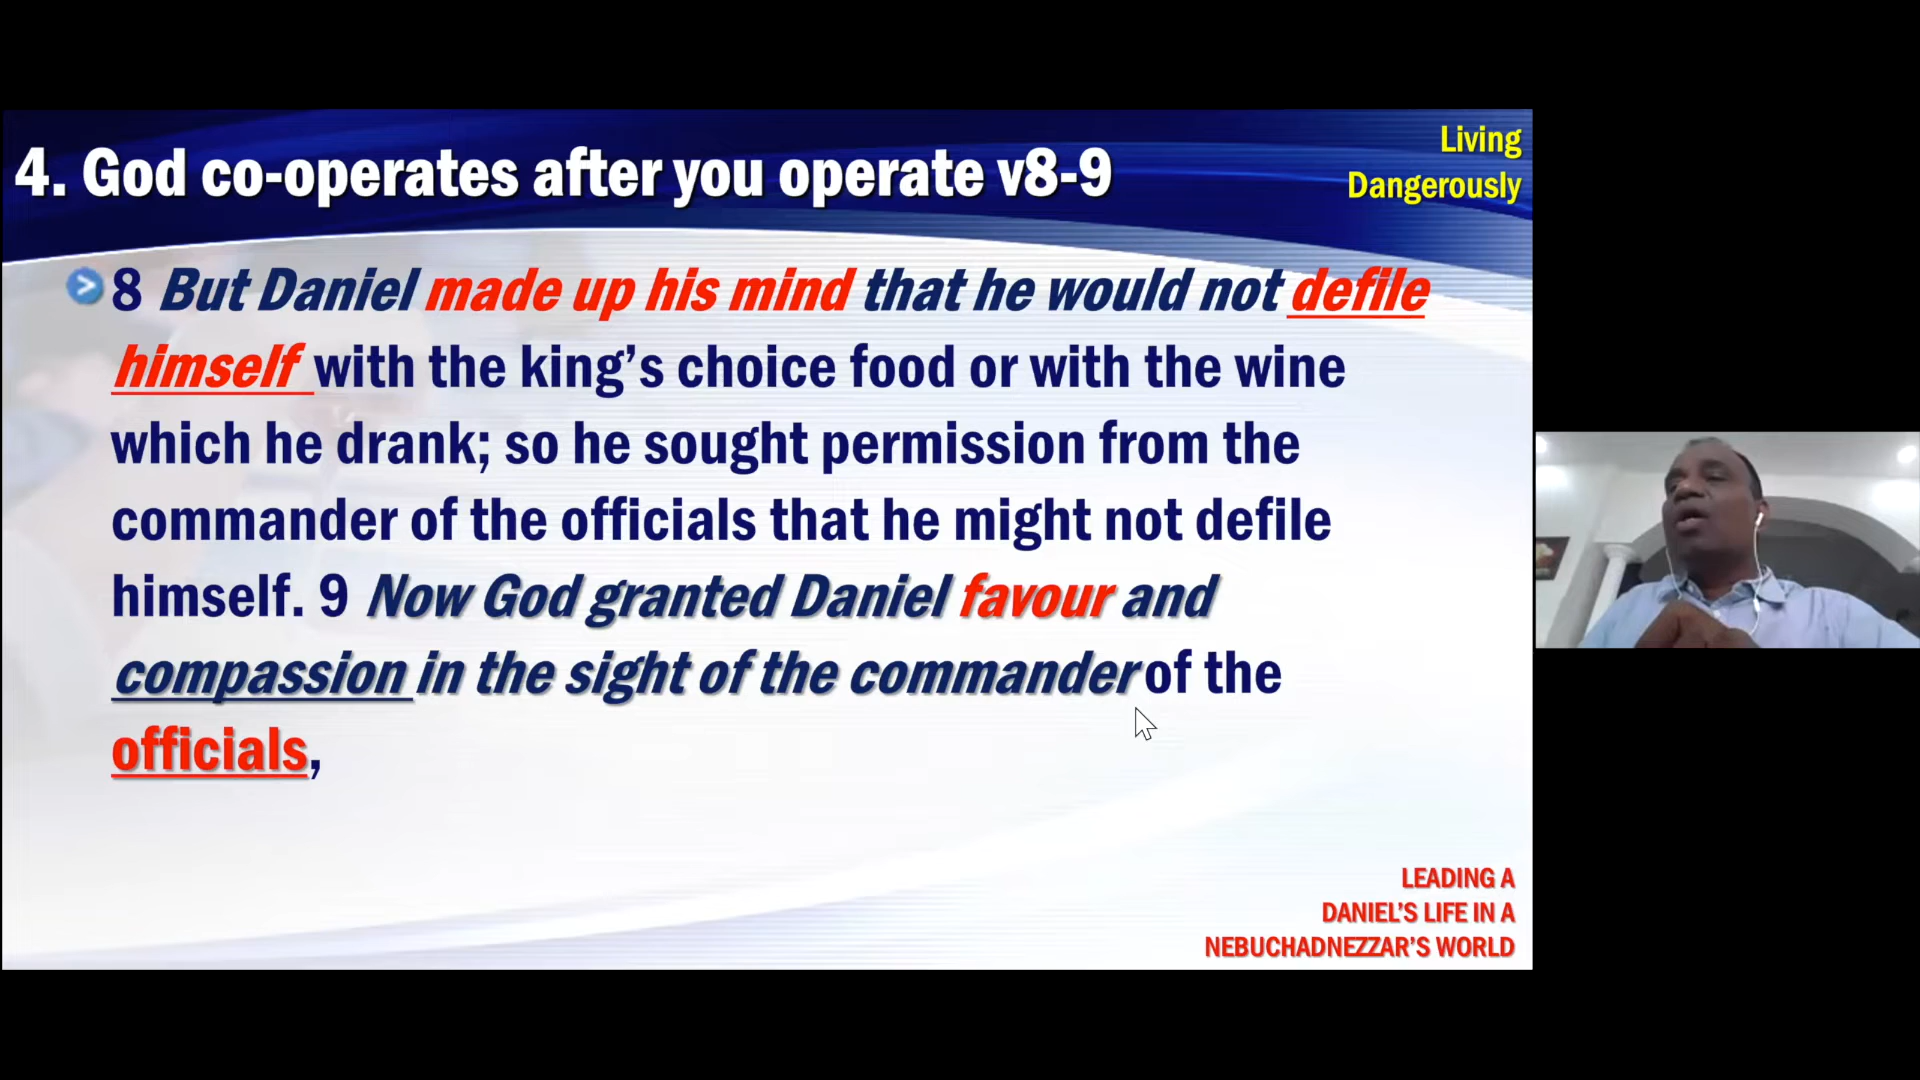 4. God co-operates after you operate v8-9
Living
Dangerously
8 But Daniel made up his mind that he would not defile
himself with the king’s choice food or with the wine
which he drank; so he sought permission from the
commander of the officials that he might not defile
himself. 9 Now God granted Daniel favour and
compassion in the sight of the commander of the
officials,
LEADING A
DANIEL’S LIFE IN A
NEBUCHADNEZZAR’S WORLD